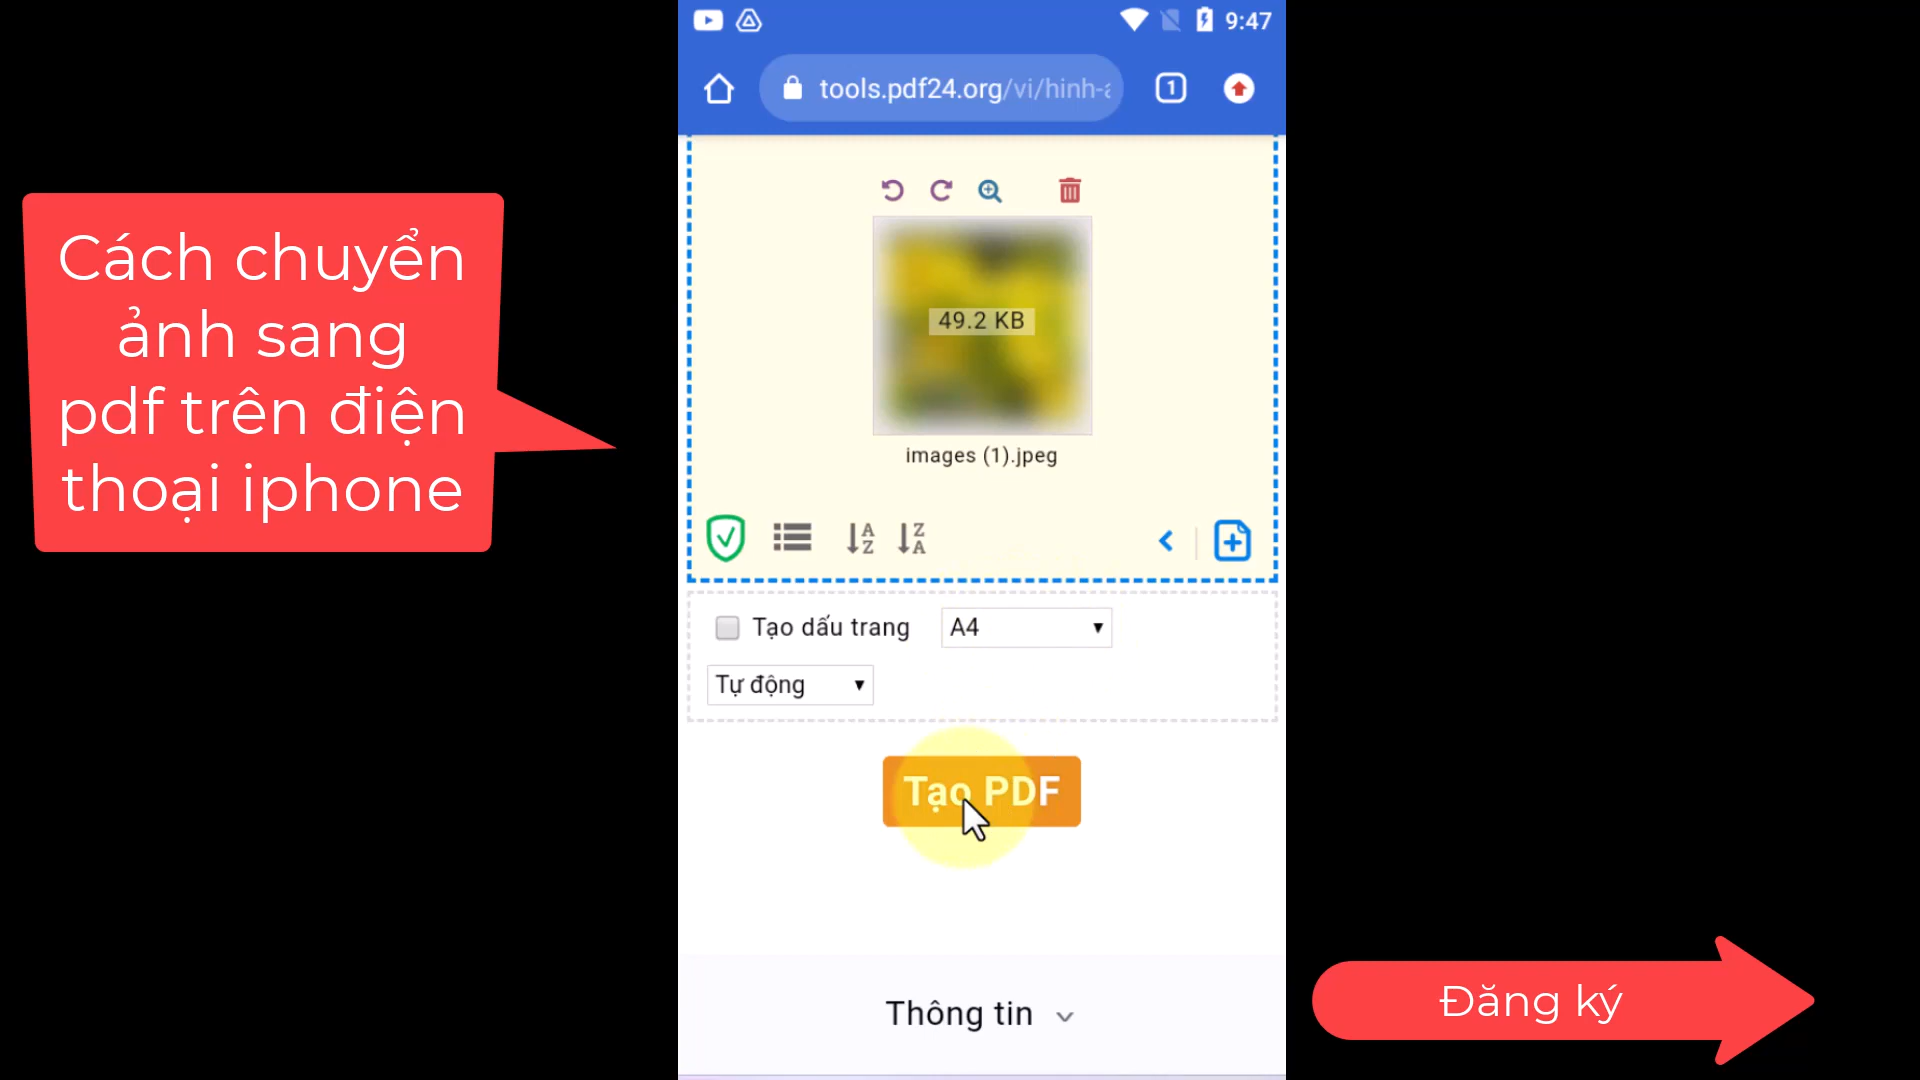 9:47
tools.pdf24.org/vi/hinh-a
1
Cách chuyển
ảnh sang
pdf trên điện
thoại iphone
49.2 KB
images (1).jpeg
A
Z
Z
A
Tạo dấu trang
A4
Tự động
Tạo PDF
Thông tin
Đăng ký